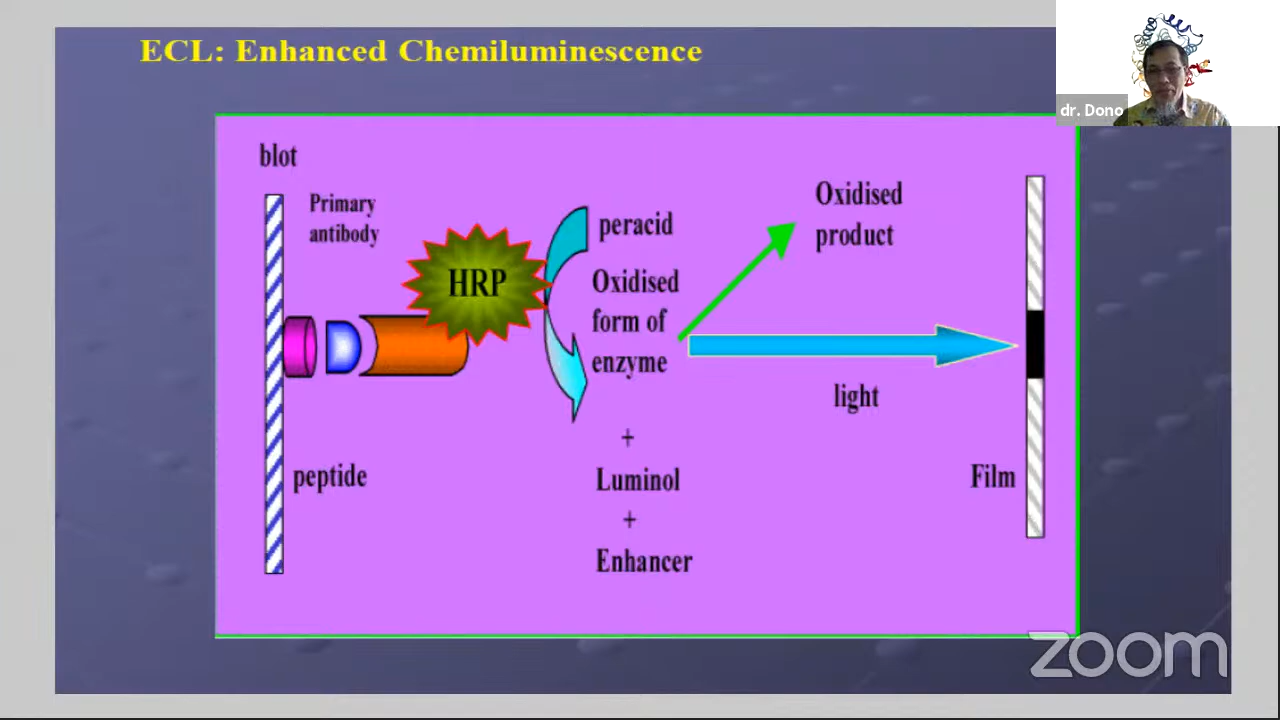 ECL: Enhanced Chemiluminescence
dr. Dono
blot
Primary
antibody
HRP
peracid
Oxidised
form of
enzyme
+
Luminol
+
Enhancer
peptide
Oxidised
product
light
Film
zoom